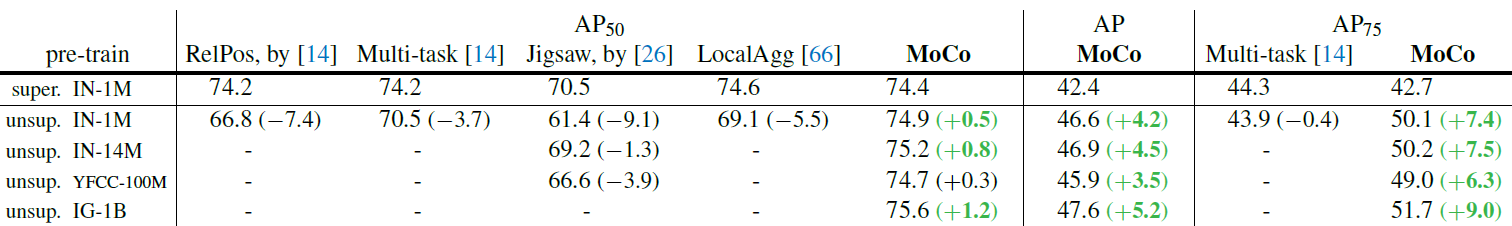 AP50 AP AP75
pre-train RelPos, by [14] Multi-task [14] Jigsaw, by [26] LocalAgg [66] MoCo MoCo Multi-task [14] MoCo
super. IN-1M 74.2 74.2 70.5 74.6 74.4 42.4 44.3 42.7
unsup. IN-1M 66.8 (−7.4) 70.5 (−3.7) 61.4 (−9.1) 69.1 (−5.5) 74.9 (+0.5) 46.6 (+4.2) 43.9 (−0.4) 50.1 (+7.4)
unsup. IN-14M - - 69.2 (−1.3) - 75.2 (+0.8) 46.9 (+4.5) - 50.2 (+7.5)
unsup. YFCC-100M - - 66.6 (−3.9) - 74.7 (+0.3) 45.9 (+3.5) - 49.0 (+6.3)
unsup. IG-1B - - - - 75.6 (+1.2) 47.6 (+5.2) - 51.7 (+9.0)